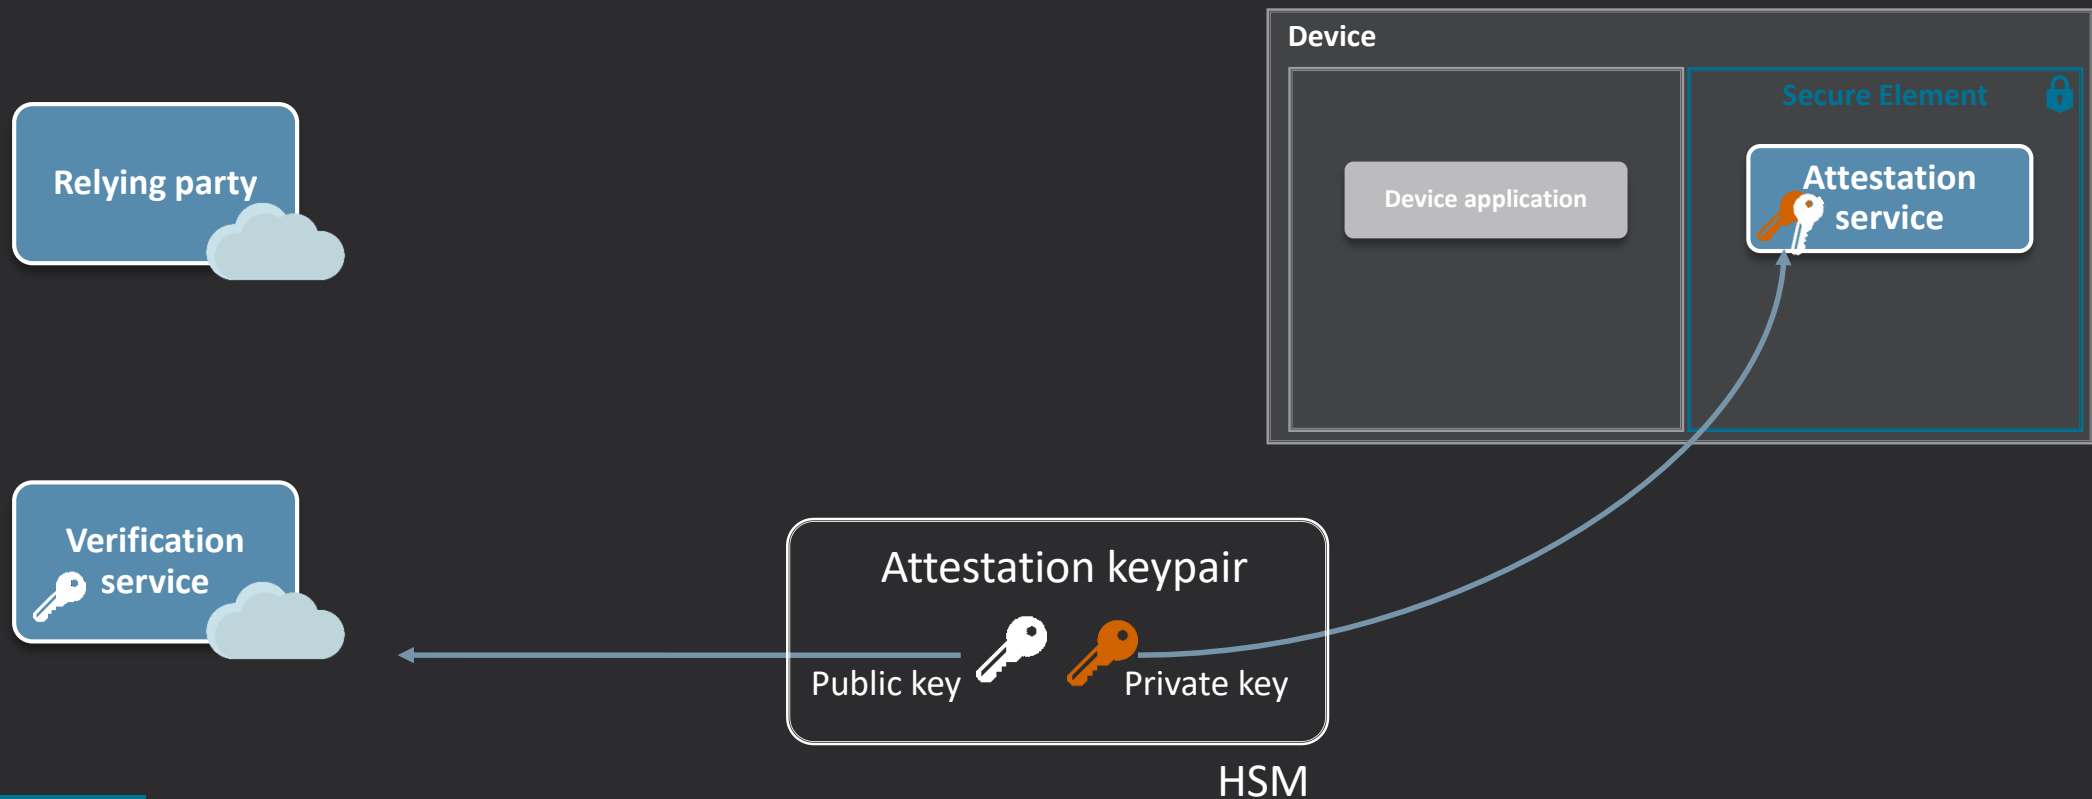 Device
Secure Element
Relying party
Device application
Attestation
service
Verification
service
Attestation keypair
Public key
Private key
HSM